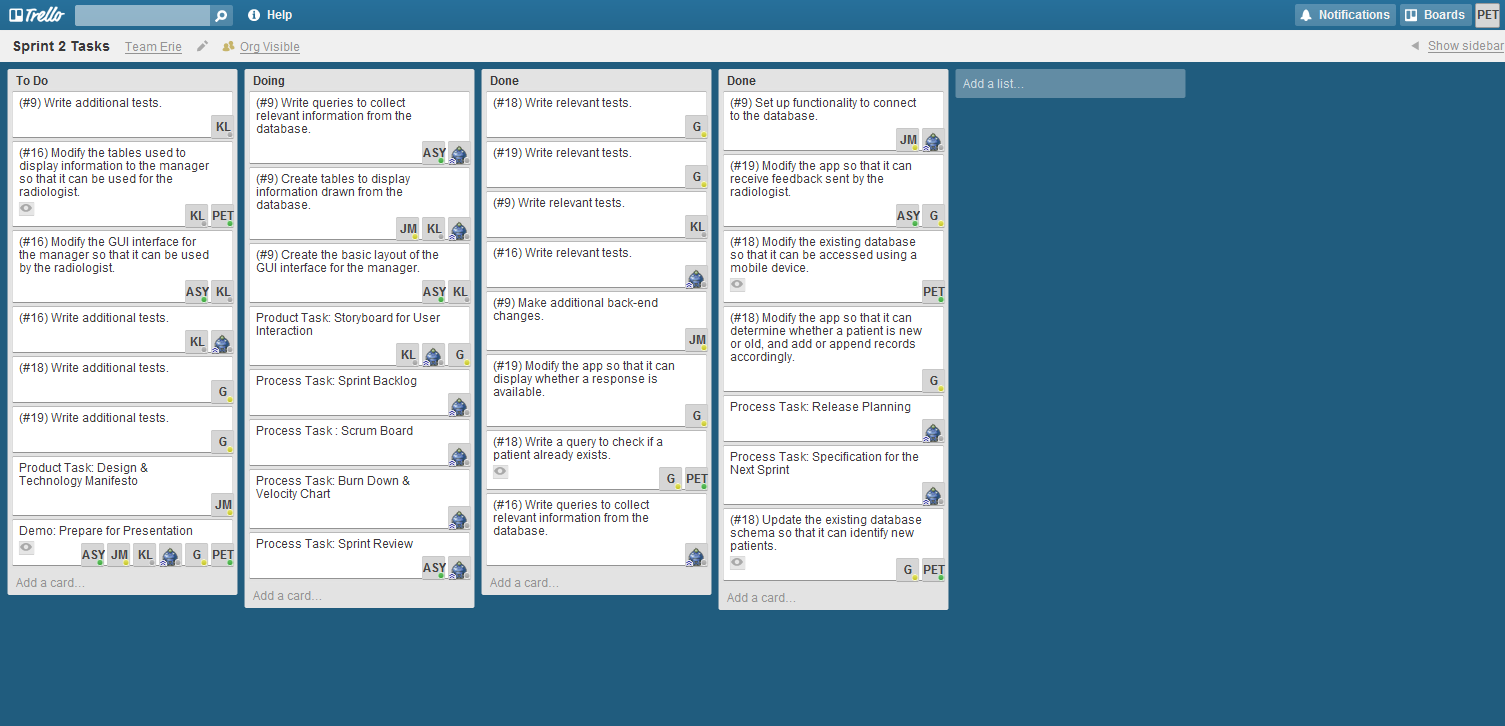 Trello
Help
Notifications
Boards
PET
Sprint 2 Tasks
Team Erie
Org Visible
Show sidebar
To Do
(#9) Write additional tests.
KL
(#16) Modify the tables used to
display information to the manager
so that it can be used for the
radiologist.
KL PET
(#16) Modify the GUI interface for
the manager so that it can be used
by the radiologist.
ASY KL
(#16) Write additional tests.
KL
(#18) Write additional tests.
G
(#19) Write additional tests.
G
Product Task: Design &
Technology Manifesto
JM
Demo: Prepare for Presentation
ASY JM KL G PET
Add a card...
Doing
(#9) Write queries to collect
relevant information from the
database.
ASY
(#9) Create tables to display
information drawn from the
database.
JM KL
(#9) Create the basic layout of the
GUI interface for the manager.
ASY KL
Product Task: Storyboard for User
Interaction
KL G
Process Task: Sprint Backlog
Process Task : Scrum Board
Process Task: Burn Down &
Velocity Chart
Process Task: Sprint Review
ASY
Add a card...
Done
(#18) Write relevant tests.
G
(#19) Write relevant tests.
G
(#9) Write relevant tests.
KL
(#16) Write relevant tests.
(#9) Make additional back-end
changes.
JM
(#19) Modify the app so that it can
display whether a response is
available.
G
(#18) Write a query to check if a
patient already exists.
G PET
(#16) Write queries to collect
relevant information from the
database.
Add a card...
Done
(#9) Set up functionality to connect
to the database.
JM
(#19) Modify the app so that it can
receive feedback sent by the
radiologist.
ASY G
(#18) Modify the existing database
so that it can be accessed using a
mobile device.
PET
(#18) Modify the app so that it can
determine whether a patient is new
or old, and add or append records
accordingly.
G
Process Task: Release Planning
Process Task: Specification for the
Next Sprint
(#18) Update the existing database
schema so that it can identify new
patients.
G PET
Add a card...
Add a list...